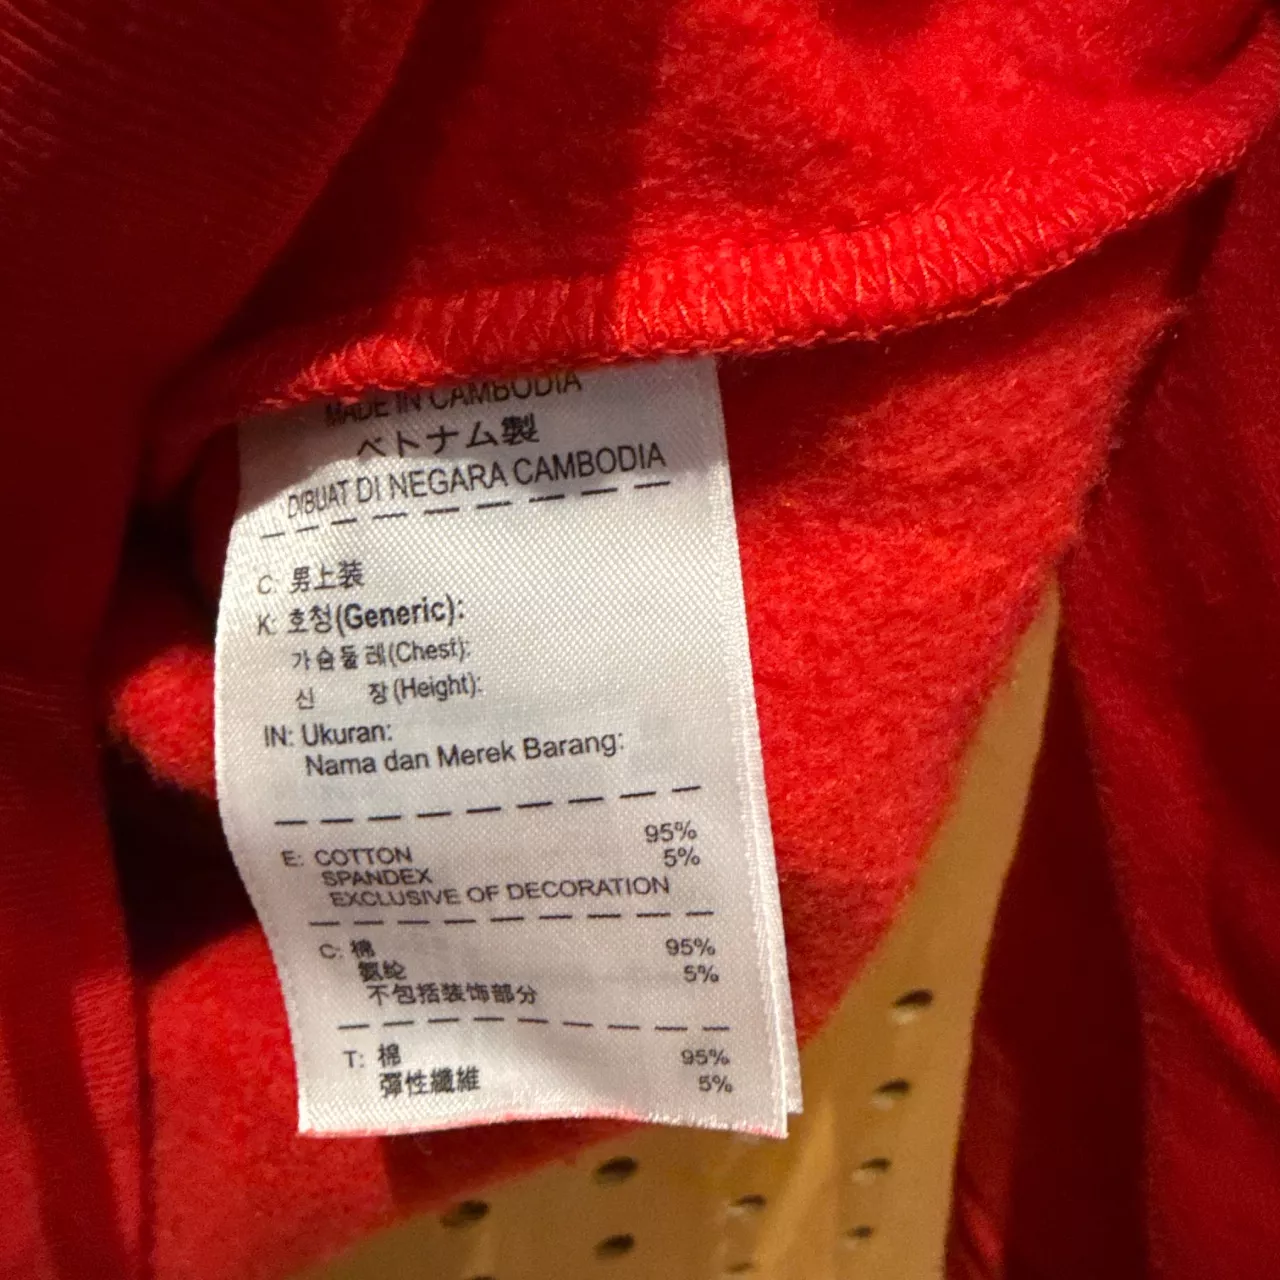 MADE IN CAMBODIA
ベトナム製
DIBUAT DI NEGARA CAMBODIA
C: 男上装
K: 호칭(Generic):
가슴둘레(Chest):
신 장(Height):
IN: Ukuran:
Nama dan Merek Barang:
E: COTTON 95%
SPANDEX 5%
EXCLUSIVE OF DECORATION
C: 棉 95%
氨纶 5%
不包括装饰部分
T: 棉 95%
彈性纖維 5%